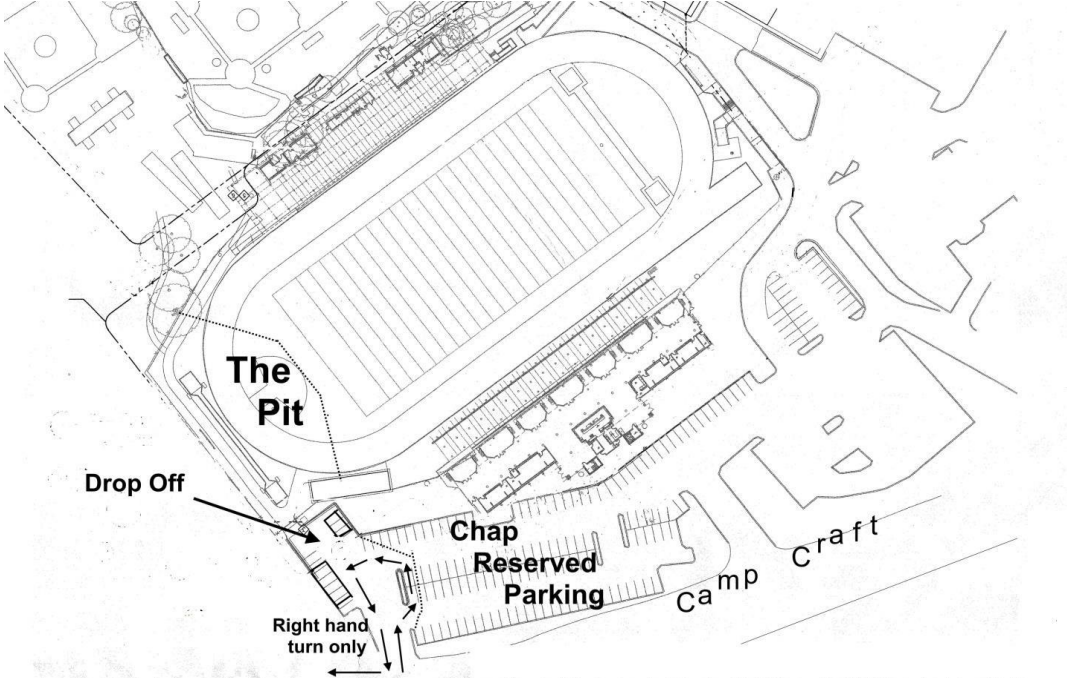 The
Pit
Drop Off
Chap
Reserved
Parking
Camp Craft
Right hand
turn only